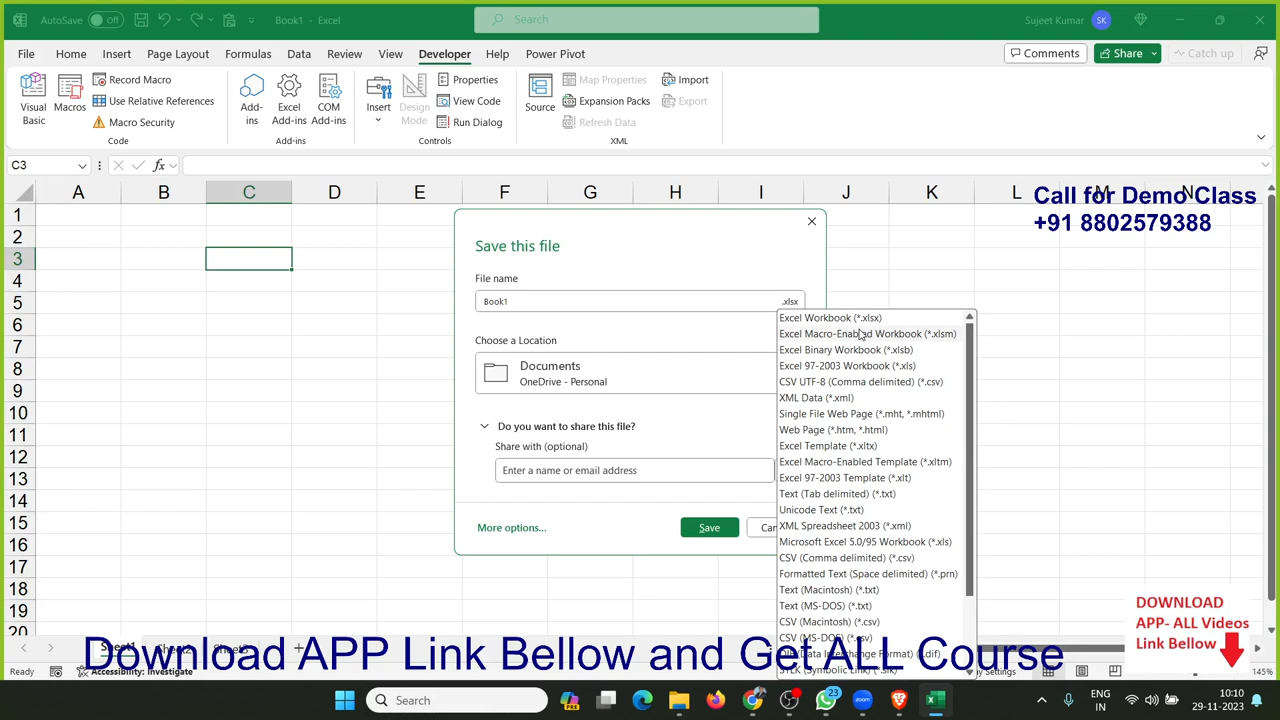 AutoSave Off Book1 - Excel Search Sujeet Kumar SK
File Home Insert Page Layout Formulas Data Review View Developer Help Power Pivot Comments Share Catch up
Visual Basic
Macros
Record Macro
Use Relative References
Macro Security
Code
Add-ins
Excel Add-ins
COM Add-ins
Add-ins
Insert
Design Mode
Properties
View Code
Run Dialog
Controls
Source
Map Properties
Expansion Packs
Refresh Data
Import
Export
XML
C3 fx
A B C D E F G H I J K L M N
Call for Demo Class
+91 8802579388
1
2
3
4
5
6
7
8
9
10
11
12
13
14
15
16
17
18
19
20
Save this file
File name
Book1 .xlsx
Choose a Location
Documents
OneDrive - Personal
Do you want to share this file?
Share with (optional)
Enter a name or email address
More options... Save
Excel Workbook (*.xlsx)
Excel Macro-Enabled Workbook (*.xlsm)
Excel Binary Workbook (*.xlsb)
Excel 97-2003 Workbook (*.xls)
CSV UTF-8 (Comma delimited) (*.csv)
XML Data (*.xml)
Single File Web Page (*.mht, *.mhtml)
Web Page (*.htm, *.html)
Excel Template (*.xltx)
Excel Macro-Enabled Template (*.xltm)
Excel 97-2003 Template (*.xlt)
Text (Tab delimited) (*.txt)
Unicode Text (*.txt)
XML Spreadsheet 2003 (*.xml)
Microsoft Excel 5.0/95 Workbook (*.xls)
CSV (Comma delimited) (*.csv)
Formatted Text (Space delimited) (*.prn)
Text (Macintosh) (*.txt)
Text (MS-DOS) (*.txt)
CSV (Macintosh) (*.csv)
CSV (MS-DOS) (*.csv)
DOWNLOAD
APP- ALL Videos
Link Bellow
Sheet1 Sheet2 Sheet3
Download APP Link Bellow and Get ALL Course
Ready Accessibility: Investigate Settings 145%
Search PRE 23 ENG IN 10:10 29-11-2023